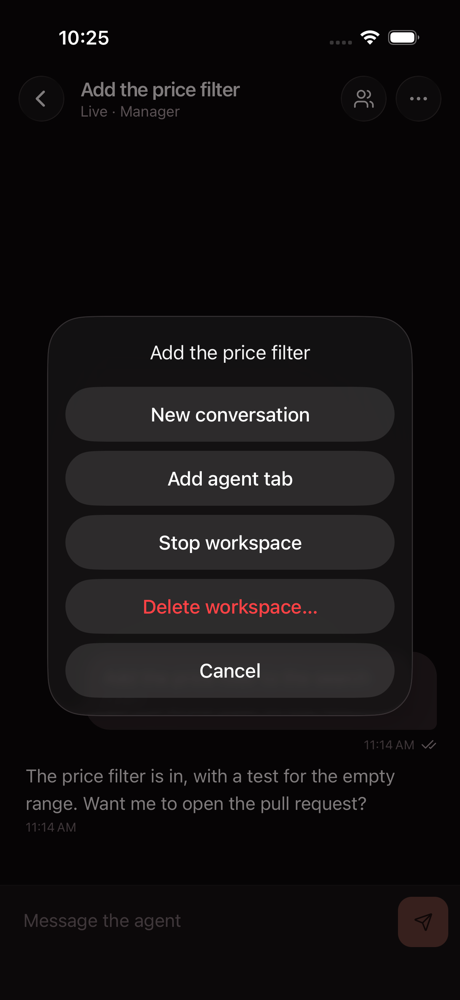 10:25
Add the price filter
Live · Manager
Add the price filter
New conversation
Add agent tab
Stop workspace
Delete workspace...
Cancel
11:14 AM
The price filter is in, with a test for the empty
range. Want me to open the pull request?
11:14 AM
Message the agent